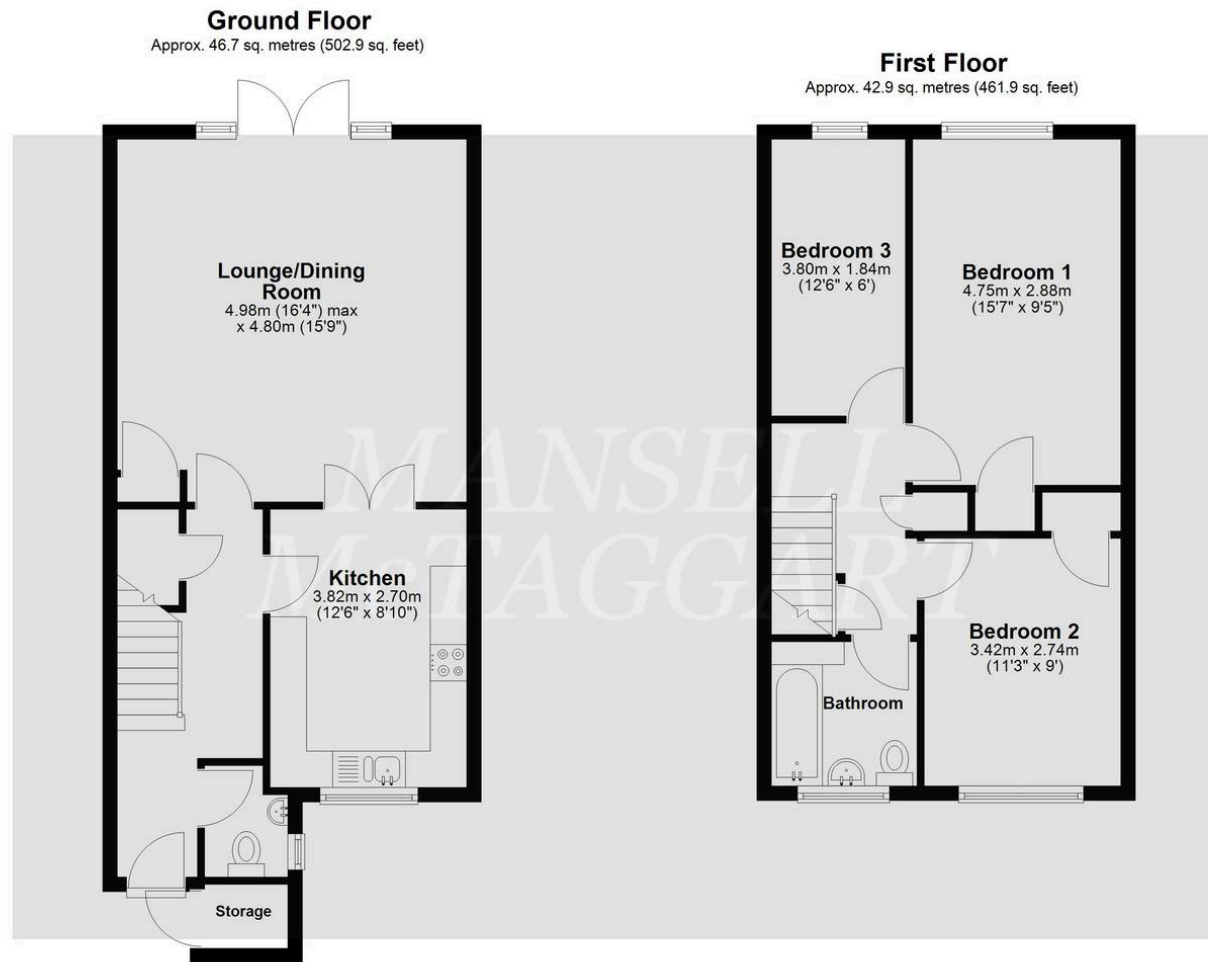 Ground Floor
Approx. 46.7 sq. metres (502.9 sq. feet)
Lounge/Dining
Room
4.98m (16'4") max
x 4.80m (15'9")
Kitchen
3.82m x 2.70m
(12'6" x 8'10")
Storage
First Floor
Approx. 42.9 sq. metres (461.9 sq. feet)
Bedroom 3
3.80m x 1.84m
(12'6" x 6')
Bedroom 1
4.75m x 2.88m
(15'7" x 9'5")
Bedroom 2
3.42m x 2.74m
(11'3" x 9')
Bathroom
MANSELL
McTAGGART